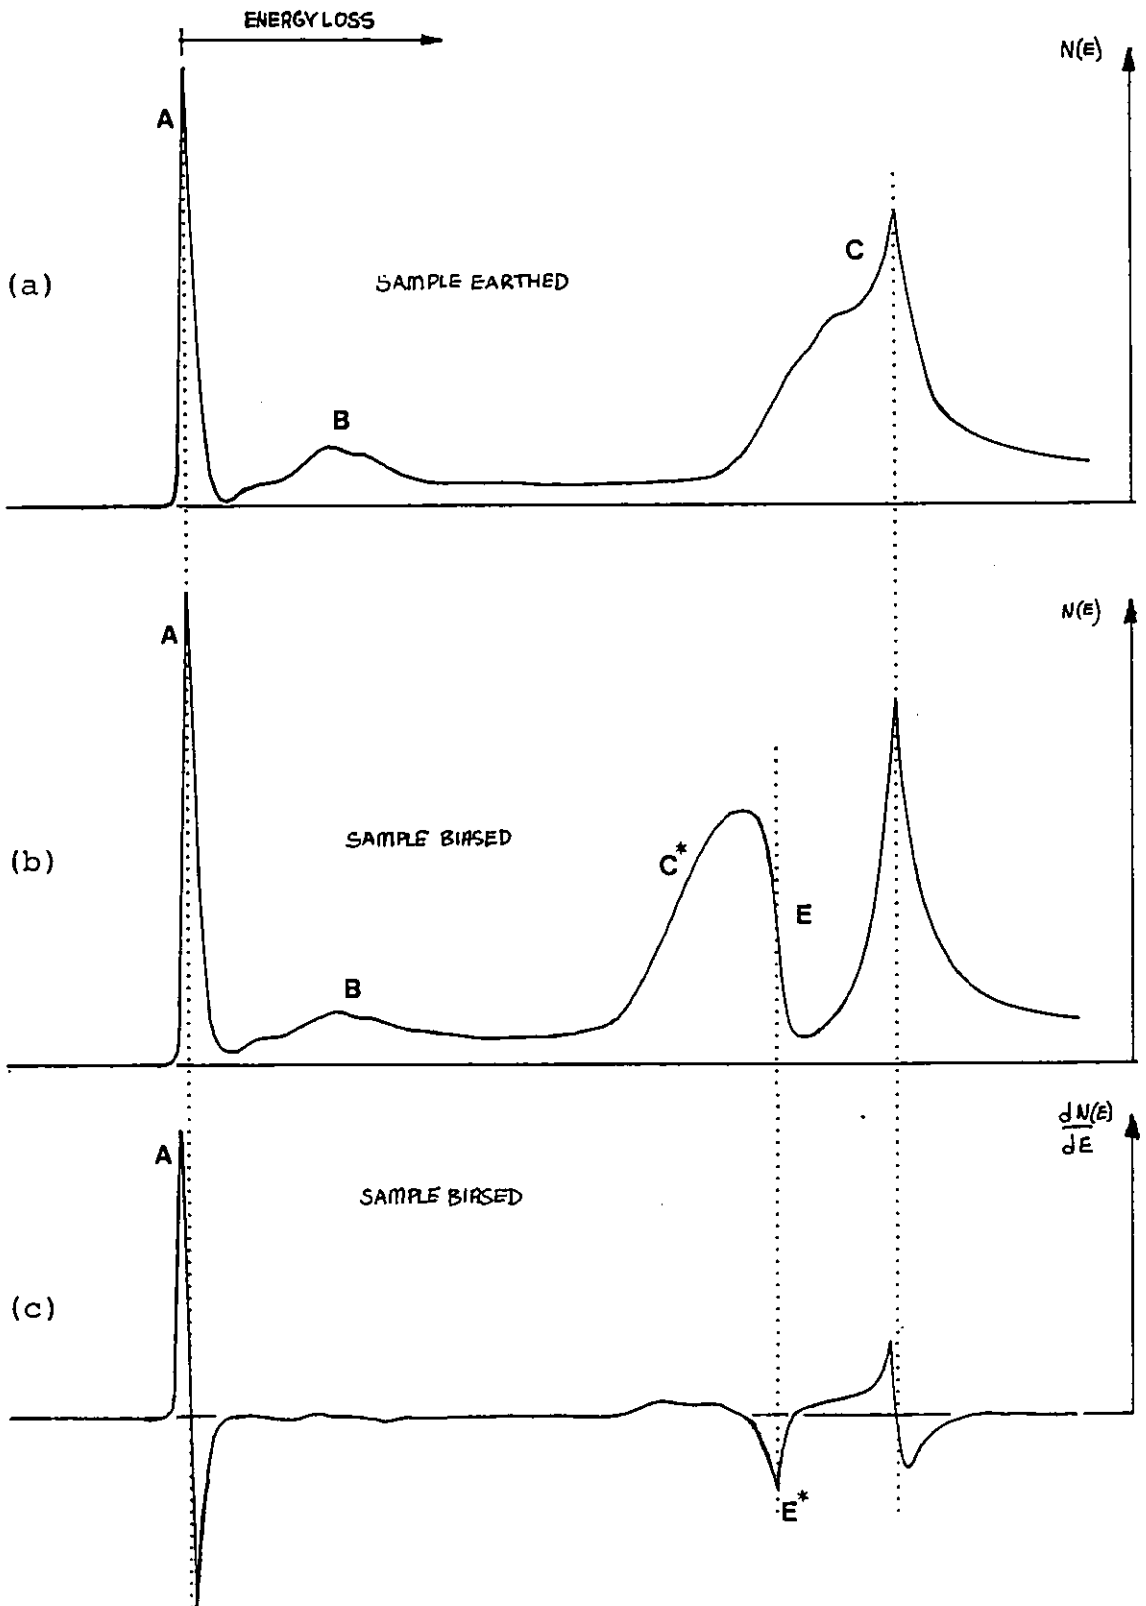 ENERGY LOSS
N(E)
A
(a)
SAMPLE EARTHED
C
B
N(E)
A
(b)
SAMPLE BIASED
C*
E
B
dN(E)
dE
A
SAMPLE BIASED
(c)
E*